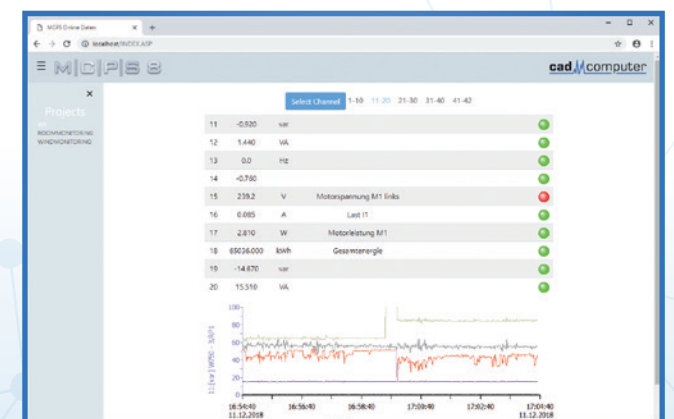 MCPS Online Daten
localhost/INDEX.ASP
MCPS 8
cad computer
Projects
ROOMMONITORING
WINDMONITORING
Select Channel 1-10 11-20 21-30 31-40 41-42
11 -0.920 var
12 1.440 VA
13 0.0 Hz
14 -0.760
15 239.2 V Motorspannung M1 links
16 0.085 A Last I1
17 2.810 W Motorleistung M1
18 65036.000 kWh Gesamtenergie
19 -14.670 var
20 15.510 VA
100
80
60
40
20
0
16:54:40 16:56:40 16:58:40 17:00:40 17:02:40 17:04:40
11.12.2018 11.12.2018